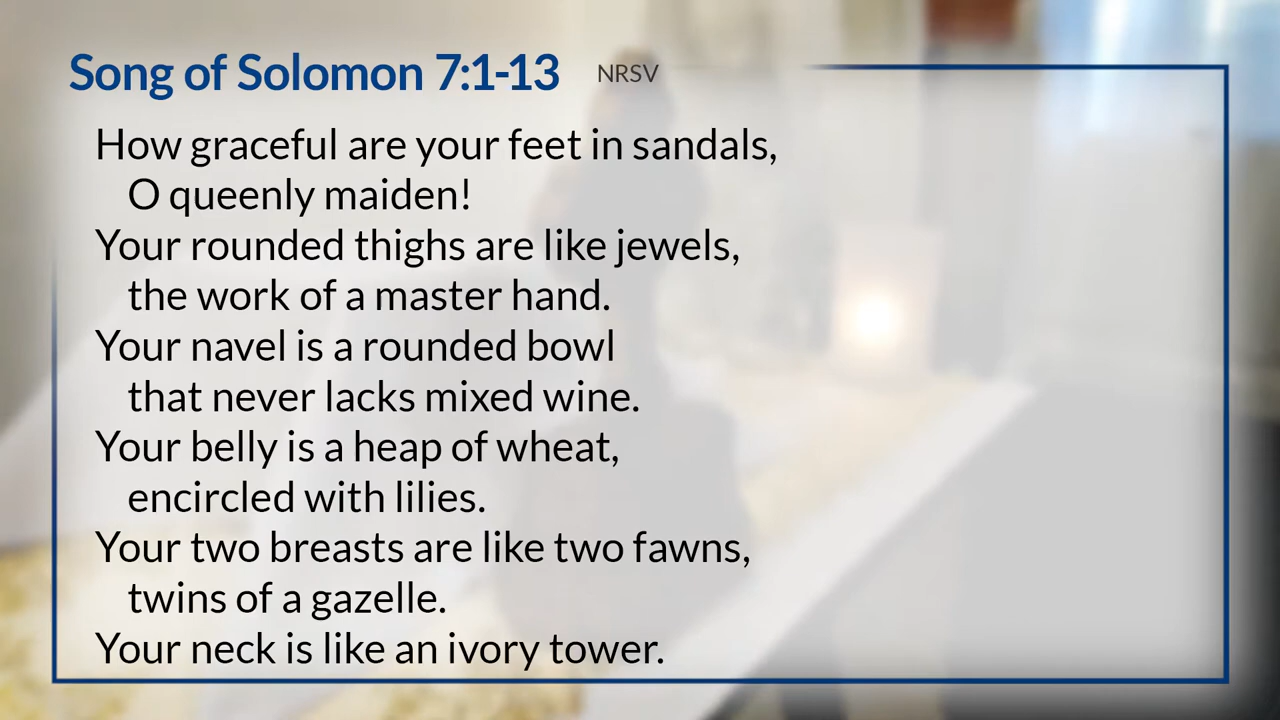 Song of Solomon 7:1-13 NRSV
How graceful are your feet in sandals,
O queenly maiden!
Your rounded thighs are like jewels,
the work of a master hand.
Your navel is a rounded bowl
that never lacks mixed wine.
Your belly is a heap of wheat,
encircled with lilies.
Your two breasts are like two fawns,
twins of a gazelle.
Your neck is like an ivory tower.